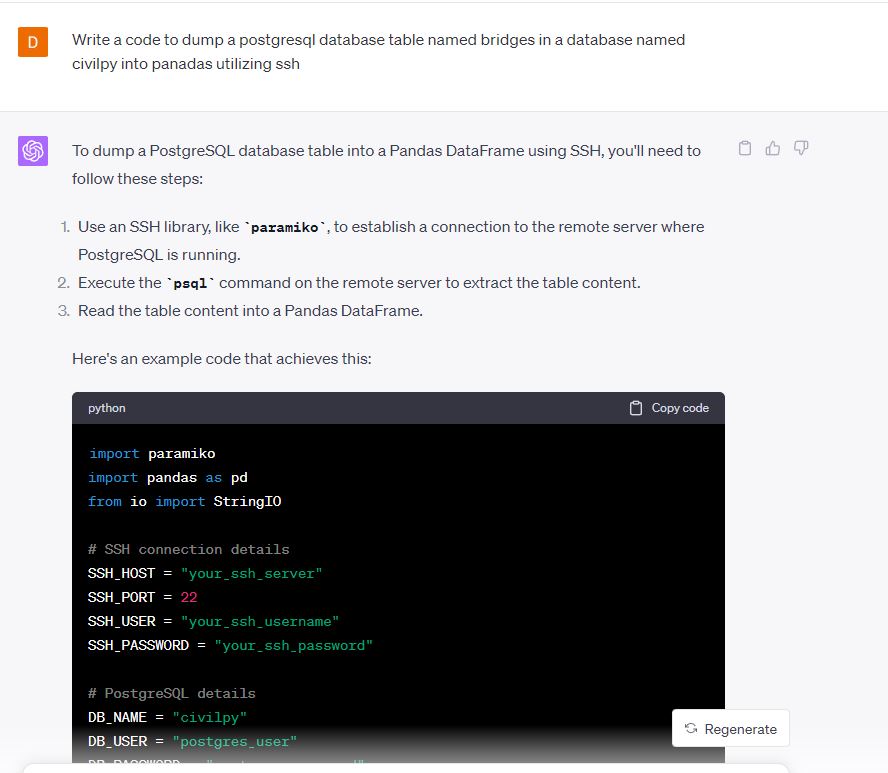 D
Write a code to dump a postgresql database table named bridges in a database named
civilpy into panadas utilizing ssh
To dump a PostgreSQL database table into a Pandas DataFrame using SSH, you'll need to
follow these steps:
1. Use an SSH library, like `paramiko`, to establish a connection to the remote server where
PostgreSQL is running.
2. Execute the `psql` command on the remote server to extract the table content.
3. Read the table content into a Pandas DataFrame.
Here's an example code that achieves this:
python
Copy code
import paramiko
import pandas as pd
from io import StringIO
# SSH connection details
SSH_HOST = "your_ssh_server"
SSH_PORT = 22
SSH_USER = "your_ssh_username"
SSH_PASSWORD = "your_ssh_password"
# PostgreSQL details
DB_NAME = "civilpy"
DB_USER = "postgres_user"
Regenerate